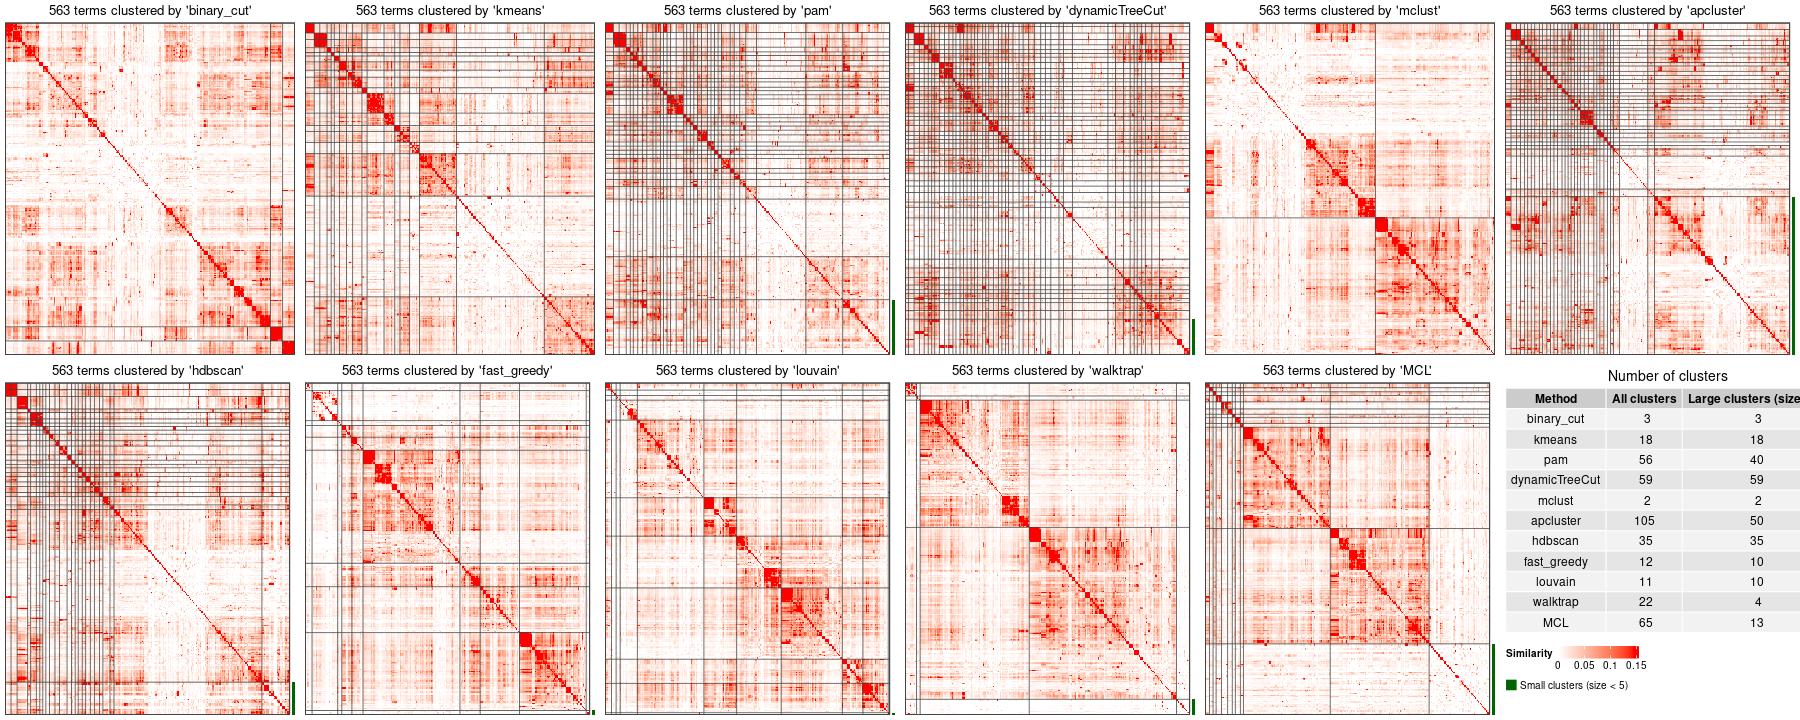 563 terms clustered by 'binary_cut'
563 terms clustered by 'kmeans'
563 terms clustered by 'pam'
563 terms clustered by 'dynamicTreeCut'
563 terms clustered by 'mclust'
563 terms clustered by 'apcluster'
563 terms clustered by 'hdbscan'
563 terms clustered by 'fast_greedy'
563 terms clustered by 'louvain'
563 terms clustered by 'walktrap'
563 terms clustered by 'MCL'
Number of clusters
Method All clusters Large clusters (size
binary_cut 3 3
kmeans 18 18
pam 56 40
dynamicTreeCut 59 59
mclust 2 2
apcluster 105 50
hdbscan 35 35
fast_greedy 12 10
louvain 11 10
walktrap 22 4
MCL 65 13
Similarity
0 0.05 0.1 0.15
Small clusters (size < 5)